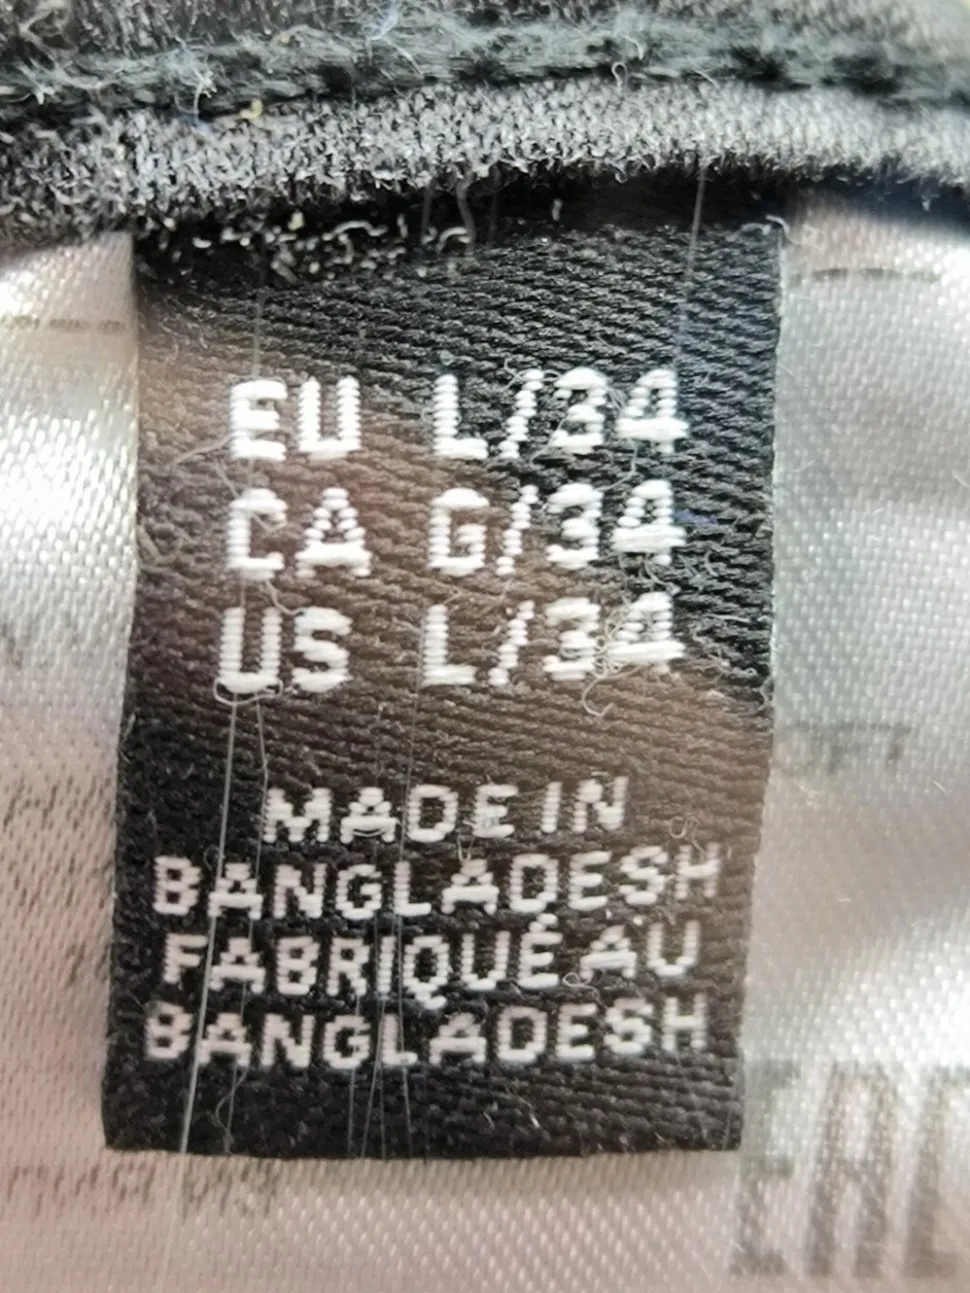 EU L/34
CA G/34
US L/34
MADE IN
BANGLADESH
FABRIQUÉ AU
BANGLADESH